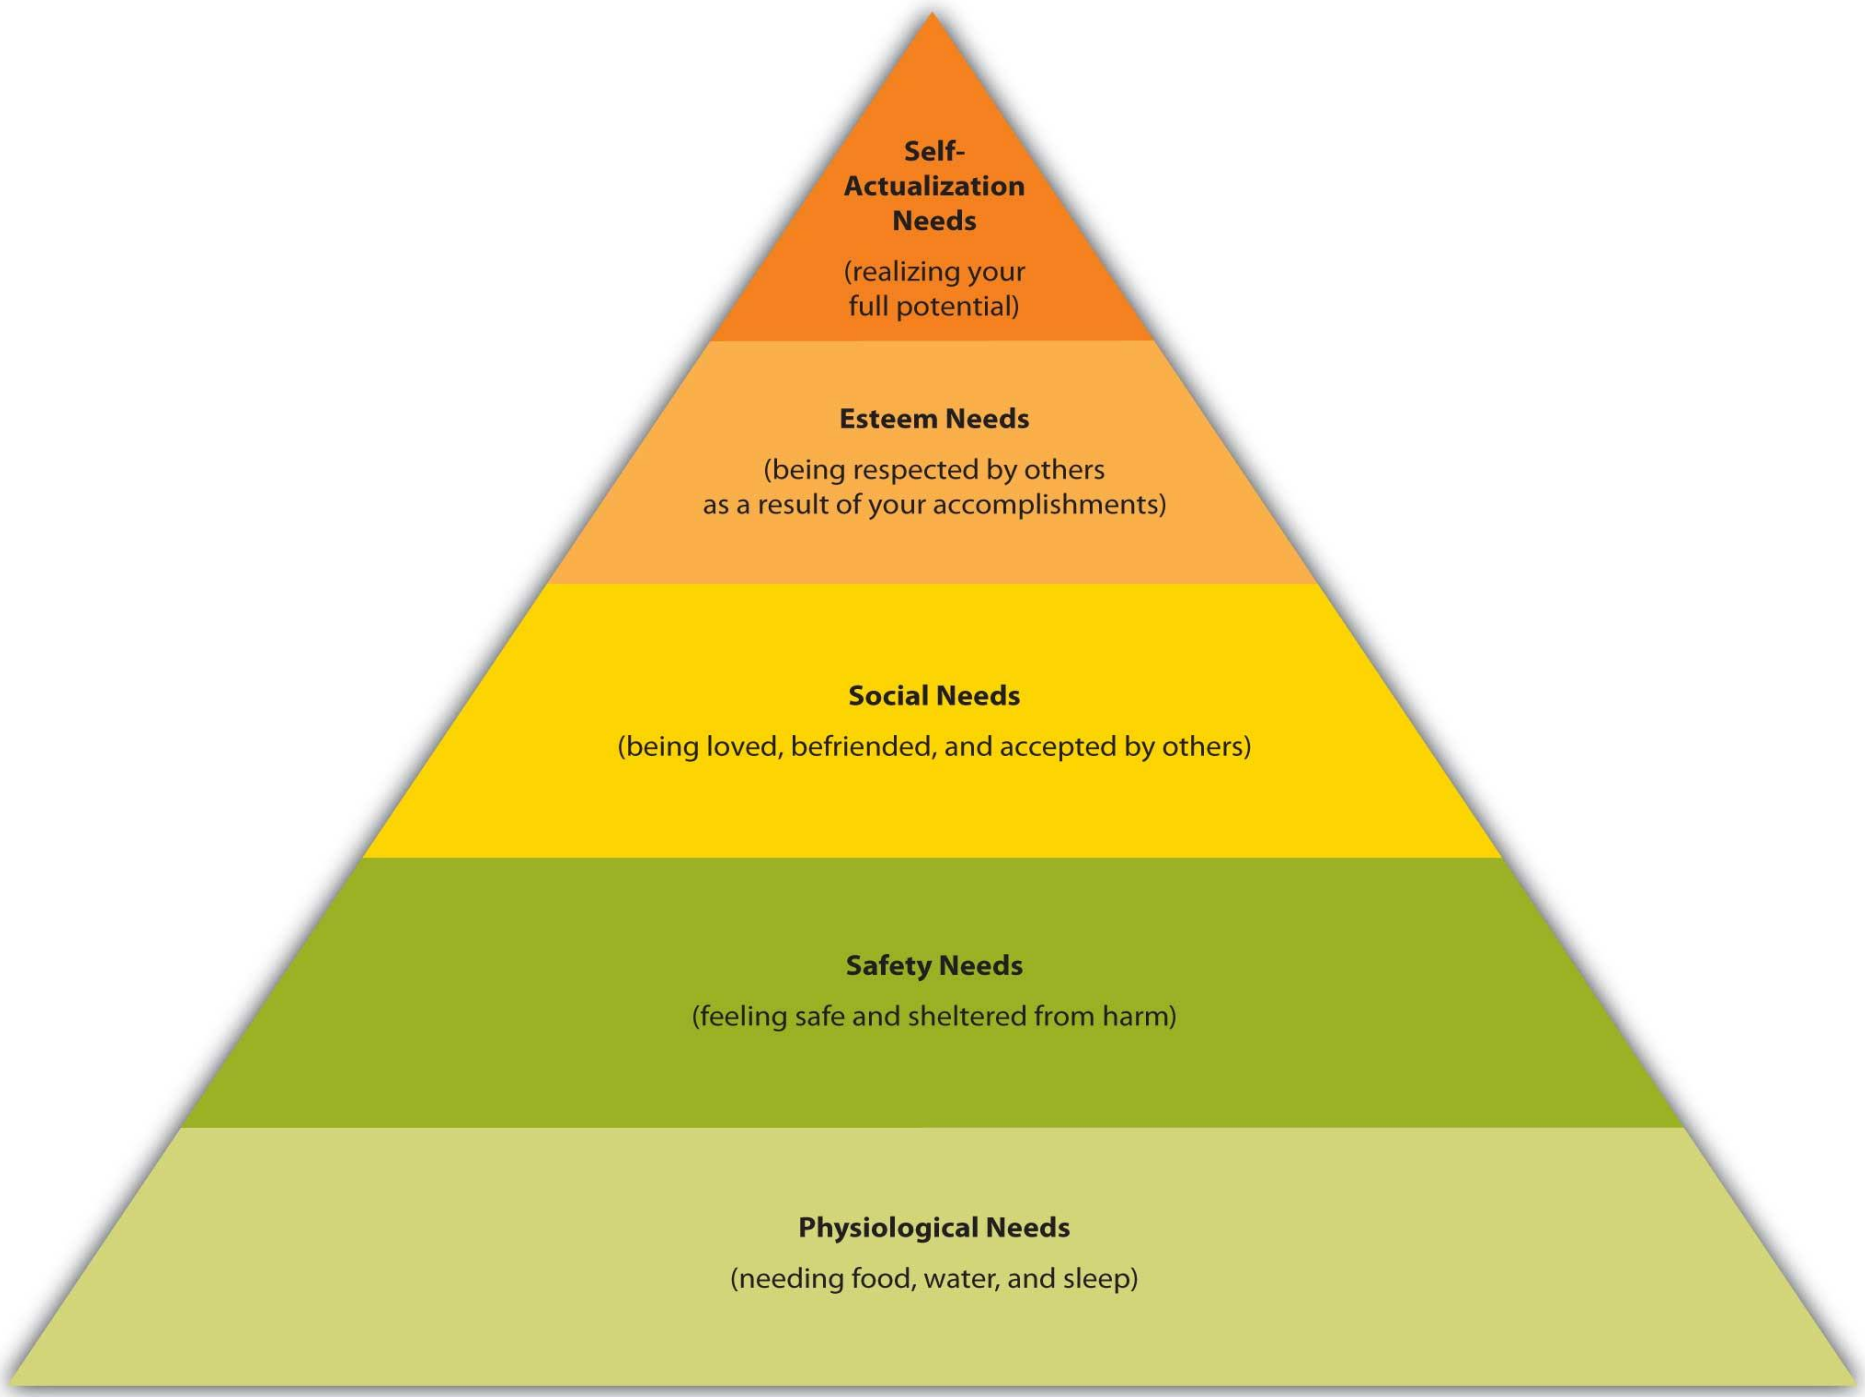 Self-
Actualization
Needs
(realizing your
full potential)
Esteem Needs
(being respected by others
as a result of your accomplishments)
Social Needs
(being loved, befriended, and accepted by others)
Safety Needs
(feeling safe and sheltered from harm)
Physiological Needs
(needing food, water, and sleep)